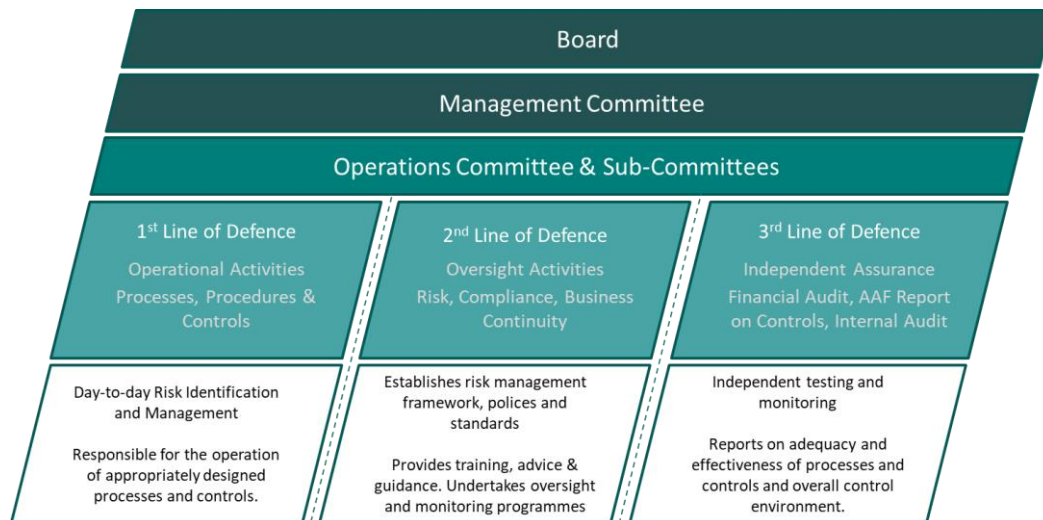 Board
Management Committee
Operations Committee & Sub-Committees
1st Line of Defence
Operational Activities
Processes, Procedures &
Controls
2nd Line of Defence
Oversight Activities
Risk, Compliance, Business
Continuity
3rd Line of Defence
Independent Assurance
Financial Audit, AAF Report
on Controls, Internal Audit
Day-to-day Risk Identification
and Management
Responsible for the operation
of appropriately designed
processes and controls.
Establishes risk management
framework, polices and
standards
Provides training, advice &
guidance. Undertakes oversight
and monitoring programmes
Independent testing and
monitoring
Reports on adequacy and
effectiveness of processes and
controls and overall control
environment.